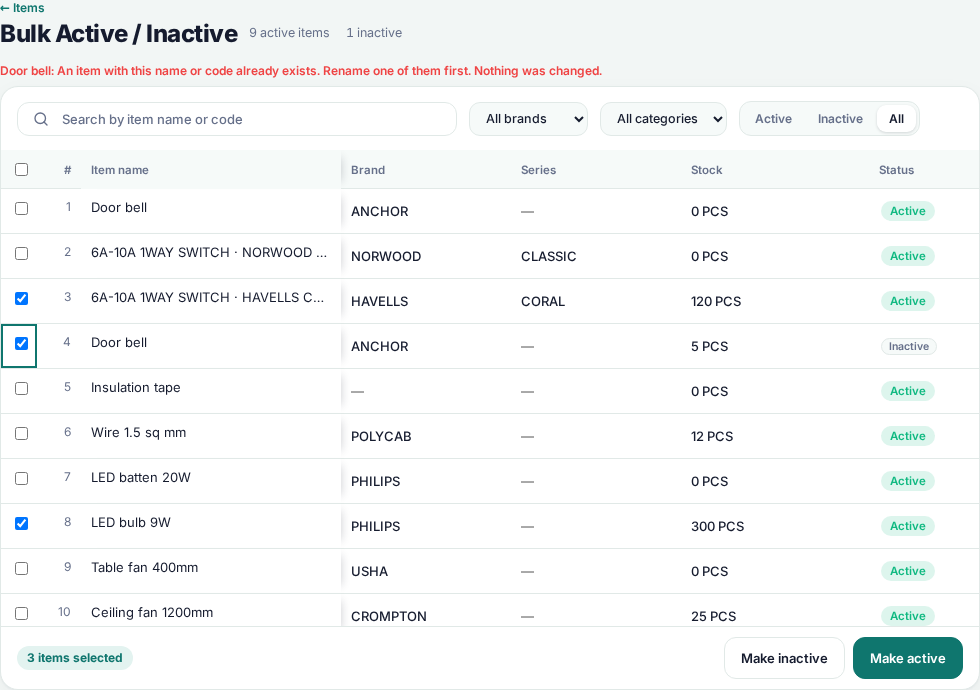 ← Items
Bulk Active / Inactive 9 active items 1 inactive
Door bell: An item with this name or code already exists. Rename one of them first. Nothing was changed.
Search by item name or code All brands All categories Active Inactive All
# Item name Brand Series Stock Status
1 Door bell ANCHOR — 0 PCS Active
2 6A-10A 1WAY SWITCH · NORWOOD ... NORWOOD CLASSIC 0 PCS Active
3 6A-10A 1WAY SWITCH · HAVELLS C... HAVELLS CORAL 120 PCS Active
4 Door bell ANCHOR — 5 PCS Inactive
5 Insulation tape — — 0 PCS Active
6 Wire 1.5 sq mm POLYCAB — 12 PCS Active
7 LED batten 20W PHILIPS — 0 PCS Active
8 LED bulb 9W PHILIPS — 300 PCS Active
9 Table fan 400mm USHA — 0 PCS Active
10 Ceiling fan 1200mm CROMPTON — 25 PCS Active
3 items selected Make inactive Make active